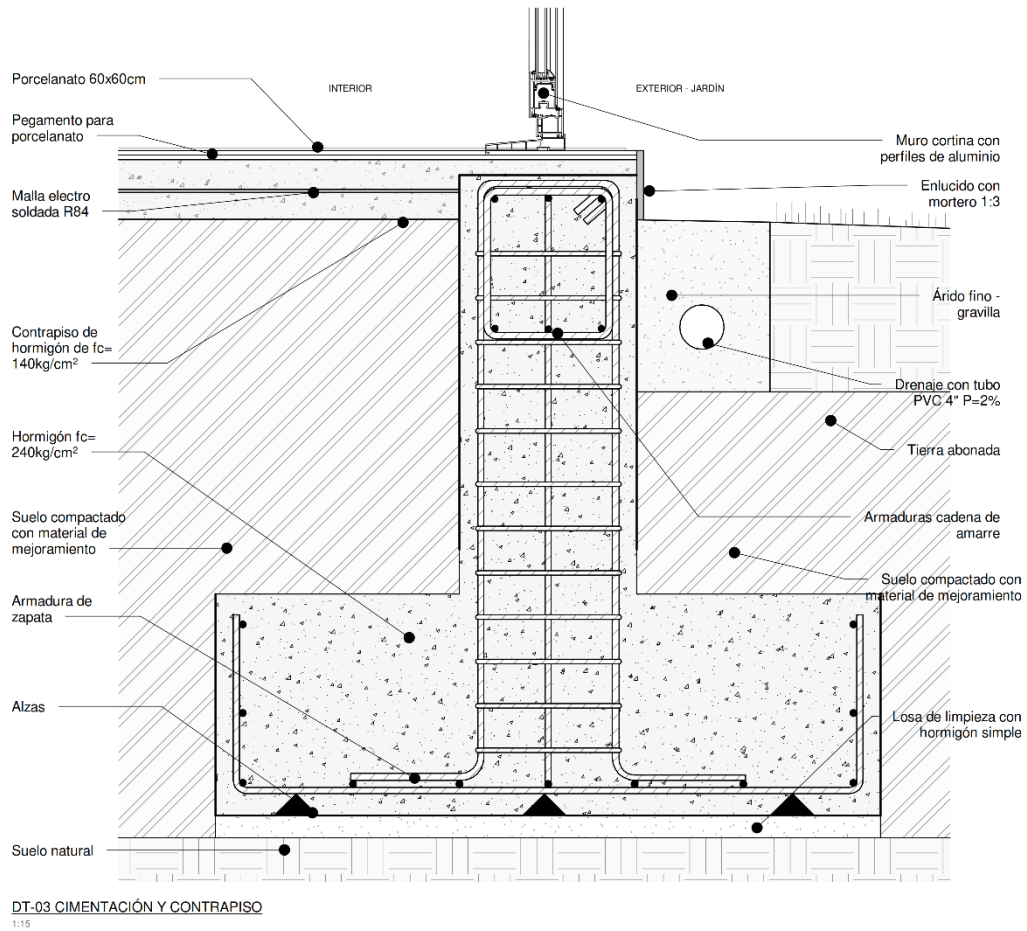 INTERIOR
EXTERIOR - JARDÍN
Porcelanato 60x60cm
Pegamento para
porcelanato
Malla electro
soldada R84
Contrapiso de
hormigón de fc=
140kg/cm²
Hormigón fc=
240kg/cm²
Suelo compactado
con material de
mejoramiento
Armadura de
zapata
Alzas
Suelo natural
Muro cortina con
perfiles de aluminio
Enlucido con
mortero 1:3
Árido fino -
gravilla
Drenaje con tubo
PVC 4" P=2%
Tierra abonada
Armaduras cadena de
amarre
Suelo compactado con
material de mejoramiento
Losa de limpieza con
hormigón simple
DT-03 CIMENTACIÓN Y CONTRAPISO
1:15